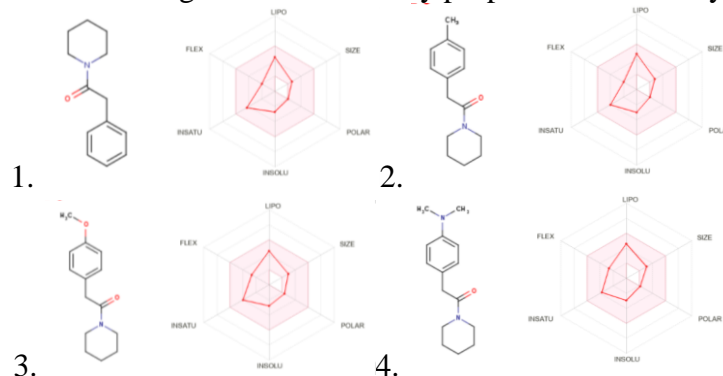 LIPO
FLEX
SIZE
N
O
INSATU
POLAR
INSOLU
1.
CH₃
LIPO
FLEX
SIZE
O
N
INSATU
INSOLU
2.
H₃C
O
LIPO
FLEX
SIZE
O
N
INSATU
POLAR
INSOLU
3.
H₃C
CH₃
N
LIPO
FLEX
SIZE
O
N
INSATU
POLAR
INSOLU
4.